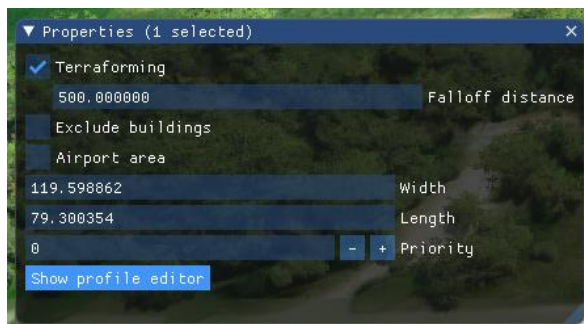 ▼ Properties (1 selected) ×
Terraforming
500.000000 Falloff distance
Exclude buildings
Airport area
119.598862 Width
79.300354 Length
0 - + Priority
Show profile editor